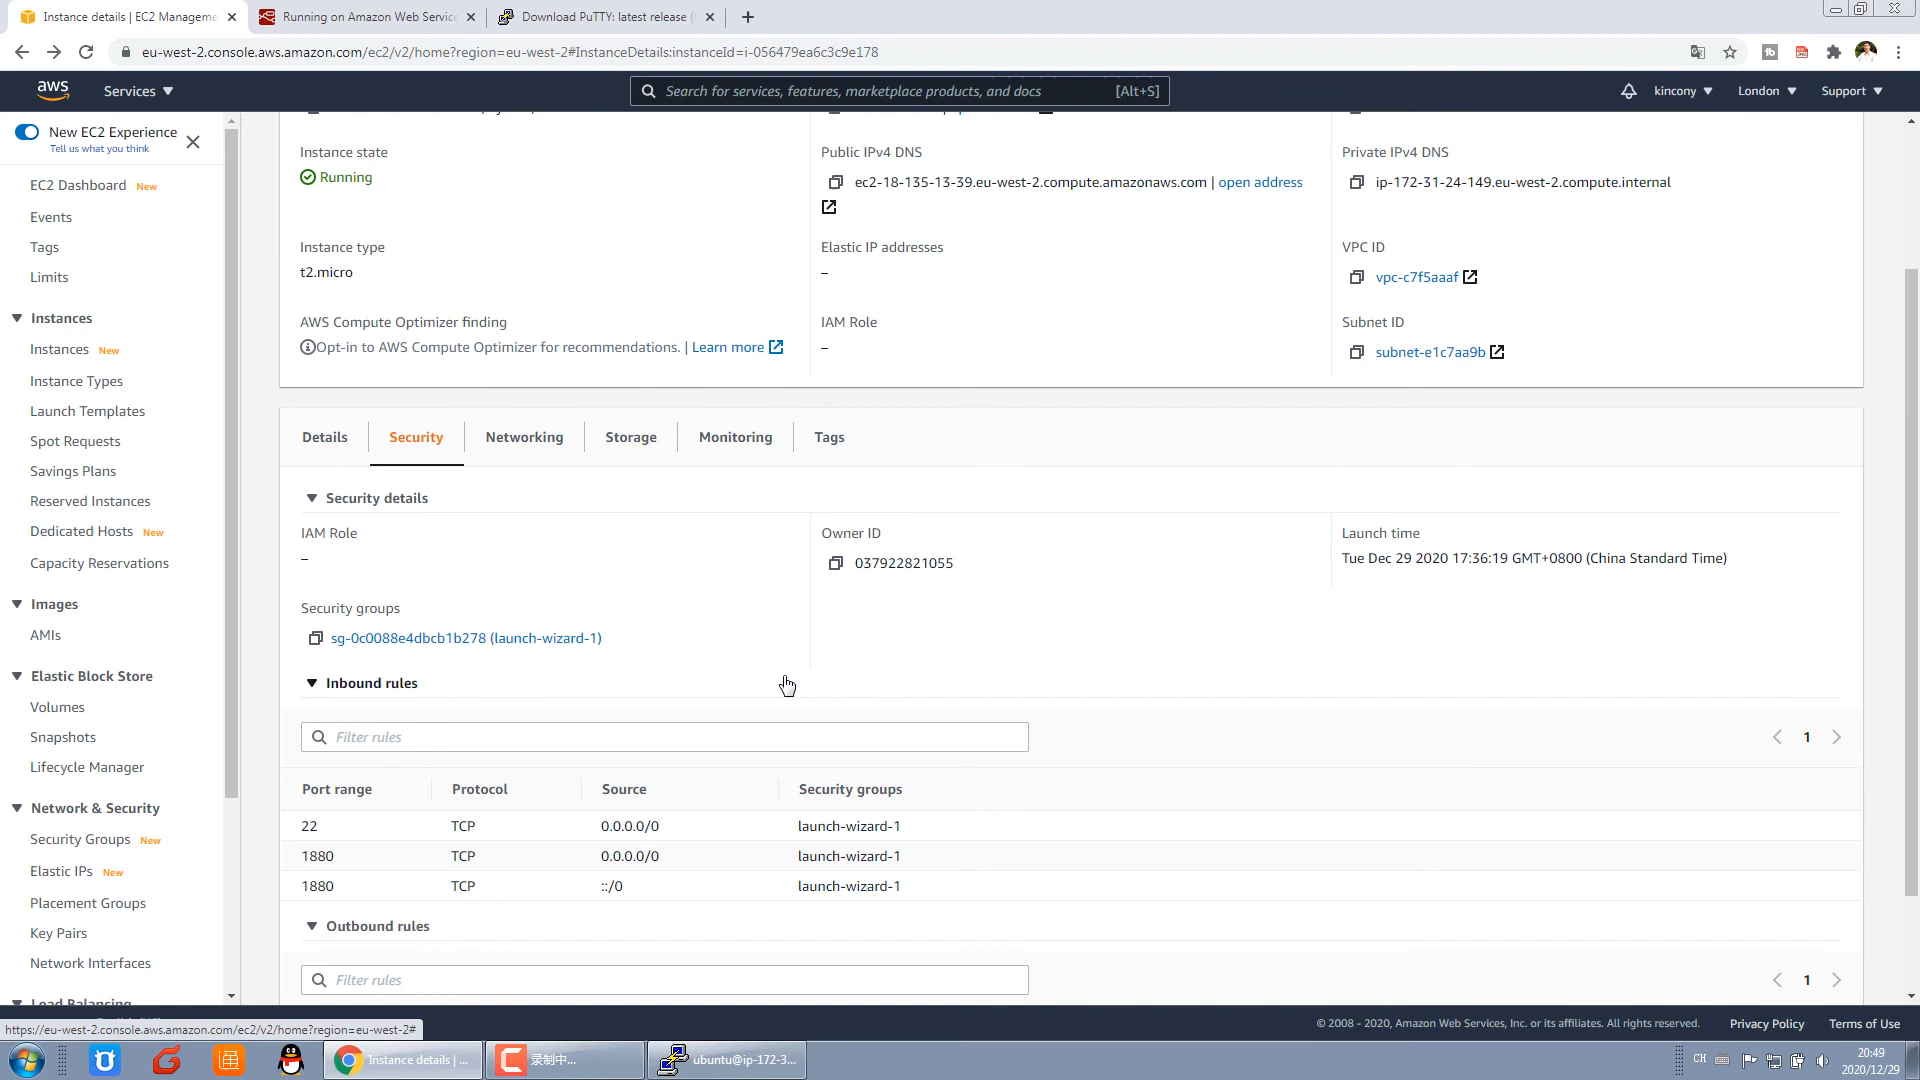 Instance details | EC2 Manageme
Running on Amazon Web Service
Download PuTTY: latest release (
eu-west-2.console.aws.amazon.com/ec2/v2/home?region=eu-west-2#InstanceDetails:instanceId=i-056479ea6c3c9e178
aws
Services
Search for services, features, marketplace products, and docs
[Alt+S]
kincony
London
Support
New EC2 Experience
Tell us what you think
EC2 Dashboard New
Events
Tags
Limits
Instances
Instances New
Instance Types
Launch Templates
Spot Requests
Savings Plans
Reserved Instances
Dedicated Hosts New
Capacity Reservations
Images
AMIs
Elastic Block Store
Volumes
Snapshots
Lifecycle Manager
Network & Security
Security Groups New
Elastic IPs New
Placement Groups
Key Pairs
Network Interfaces
Load Balancing
Instance state
Running
Public IPv4 DNS
ec2-18-135-13-39.eu-west-2.compute.amazonaws.com | open address
Private IPv4 DNS
ip-172-31-24-149.eu-west-2.compute.internal
Instance type
t2.micro
Elastic IP addresses
–
VPC ID
vpc-c7f5aaaf
AWS Compute Optimizer finding
Opt-in to AWS Compute Optimizer for recommendations. | Learn more
IAM Role
–
Subnet ID
subnet-e1c7aa9b
Details
Security
Networking
Storage
Monitoring
Tags
Security details
IAM Role
–
Owner ID
037922821055
Launch time
Tue Dec 29 2020 17:36:19 GMT+0800 (China Standard Time)
Security groups
sg-0c0088e4dbcb1b278 (launch-wizard-1)
Inbound rules
Filter rules
1
Port range Protocol Source Security groups
22 TCP 0.0.0.0/0 launch-wizard-1
1880 TCP 0.0.0.0/0 launch-wizard-1
1880 TCP ::/0 launch-wizard-1
Outbound rules
Filter rules
1
https://eu-west-2.console.aws.amazon.com/ec2/v2/home?region=eu-west-2#
© 2008 - 2020, Amazon Web Services, Inc. or its affiliates. All rights reserved.
Privacy Policy
Terms of Use
Instance details | ...
录制中...
ubuntu@ip-172-3...
CH
20:49
2020/12/29